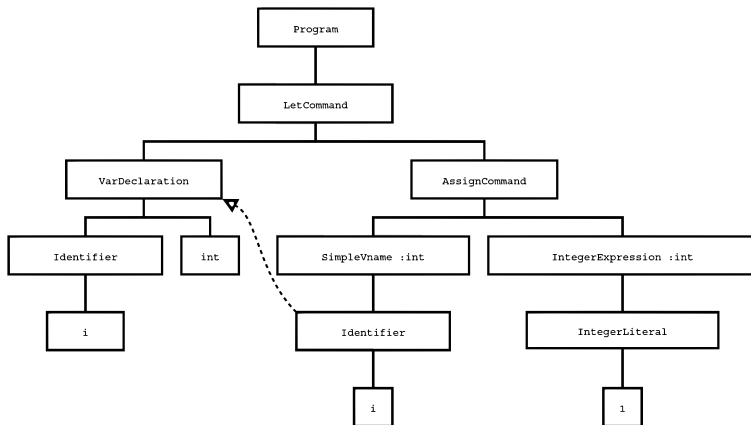 Program
LetCommand
VarDeclaration
AssignCommand
Identifier
int
SimpleVname :int
IntegerExpression :int
i
Identifier
IntegerLiteral
i
1